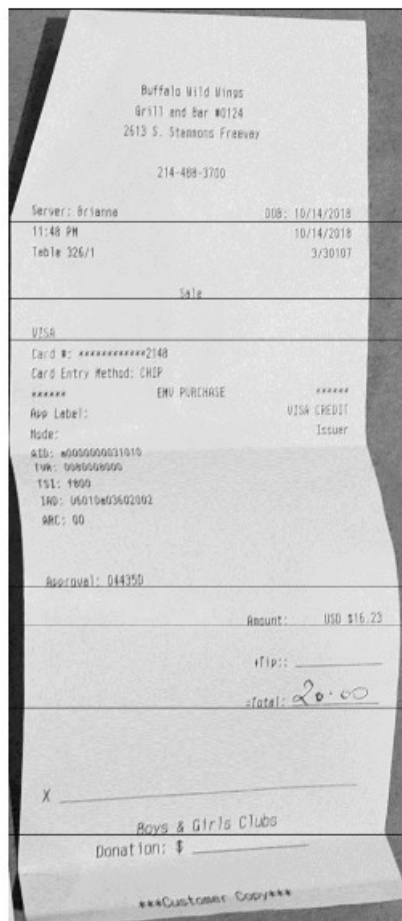 Buffalo Wild Wings
Grill and Bar #0124
2613 S. Stemmons Freeway
214-488-3700
Server: Brianna DOB: 10/14/2018
11:48 PM 10/14/2018
Table 326/1 3/30107
Sale
VISA
Card #: ************2148
Card Entry Method: CHIP
****** EMV PURCHASE ******
App Label: VISA CREDIT
Mode: Issuer
AID: a0000000031010
TVR: 0080008000
TSI: f800
IAD: 06010a03602002
ARC: 00
Approval: 04435D
Amount: USD $16.23
+Tip::
=Total: 20.00
X
Boys & Girls Clubs
Donation: $
***Customer Copy***